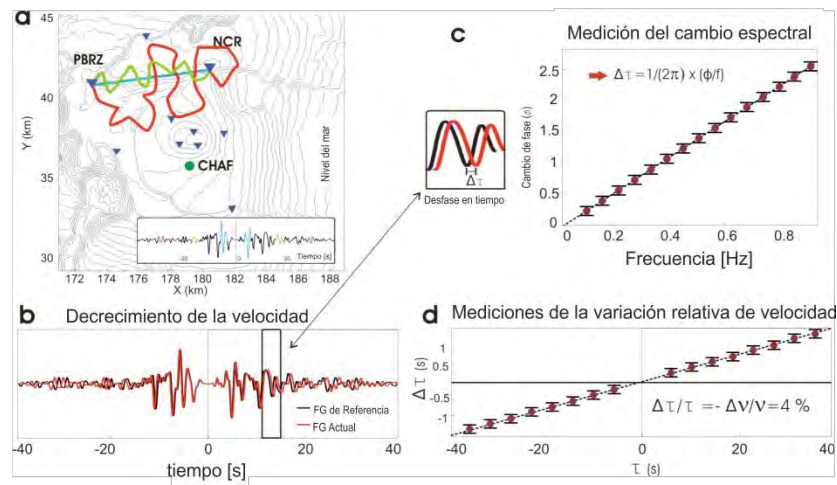 a
45
40
35
30
Y (km)
PBRZ
NCR
CHAF
Nivel del mar
-30
0
30
Tiempo [s]
172 174 176 178 180 182 184 186 188
X (km)
Δτ
Desfase en tiempo
c
Medición del cambio espectral
Δτ=1/(2π) x (ϕ/f)
2.5
2
1.5
1
0.5
0
Cambio de fase (ϕ)
0 0.2 0.4 0.6 0.8
Frecuencia [Hz]
b
Decrecimiento de la velocidad
FG de Referencia
FG Actual
-40 -20 0 20 40
tiempo [s]
d
Mediciones de la variación relativa de velocidad
1
0.5
-0.5
-1
Δτ (s)
Δτ/τ =- Δν/ν=4 %
-40 -20 0 20 40
τ (s)